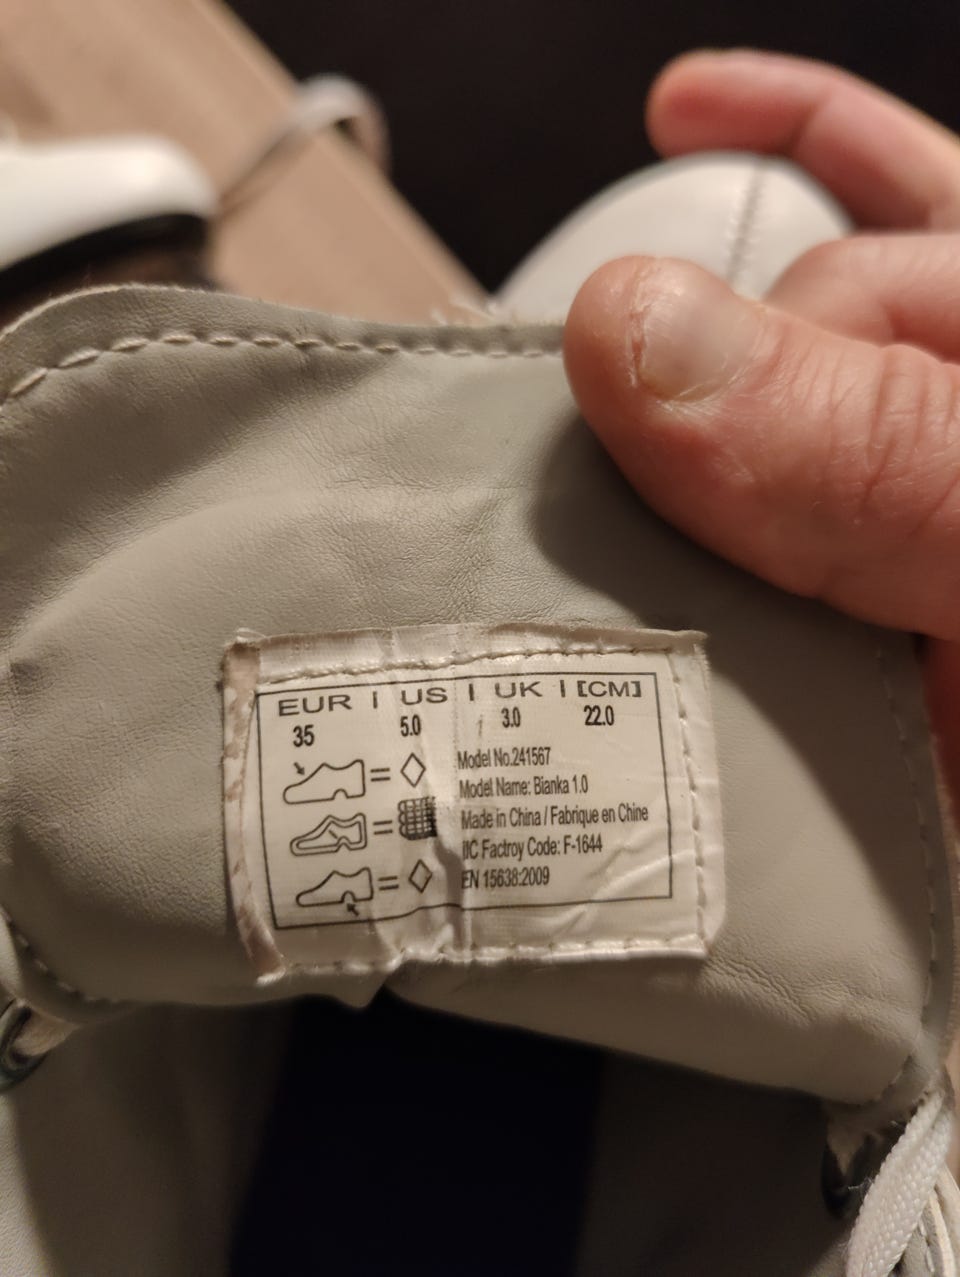 EUR | US | UK | [CM]
35 5.0 3.0 22.0
Model No.241567
Model Name: Bianka 1.0
Made in China / Fabrique en Chine
IIC Factroy Code: F-1644
EN 15638:2009